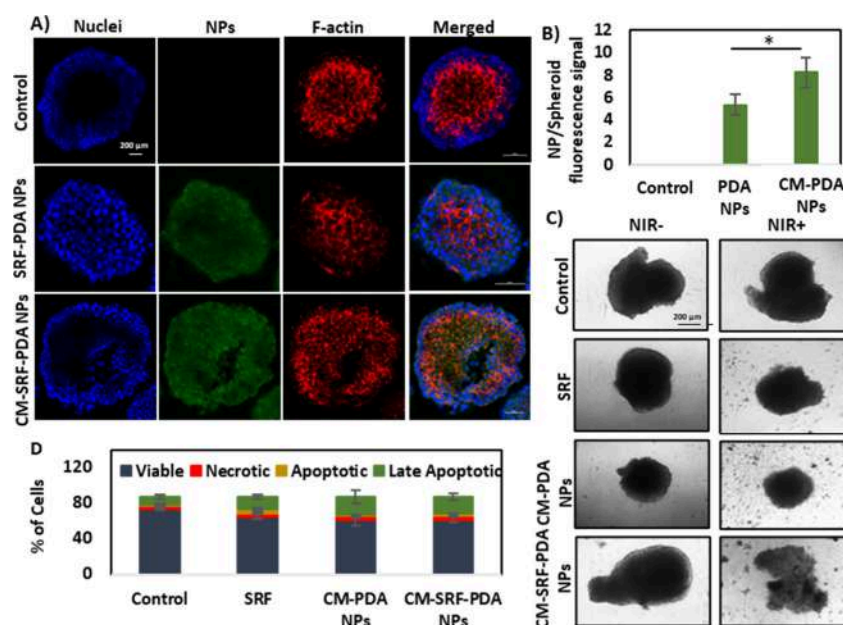 A)
Nuclei
NPs
F-actin
Merged
Control
200 μm
SRF-PDA NPs
CM-SRF-PDA NPs
B)
NP/Spheroid
fluorescence signal
12
10
8
6
4
2
0
*
Control
PDA
NPs
CM-PDA
NPs
C)
NIR-
NIR+
Control
200 μm
SRF
CM-PDA
NPs
CM-SRF-PDA
NPs
D
% of Cells
120
80
40
0
Viable
Necrotic
Apoptotic
Late Apoptotic
Control
SRF
CM-PDA
NPs
CM-SRF-PDA
NPs